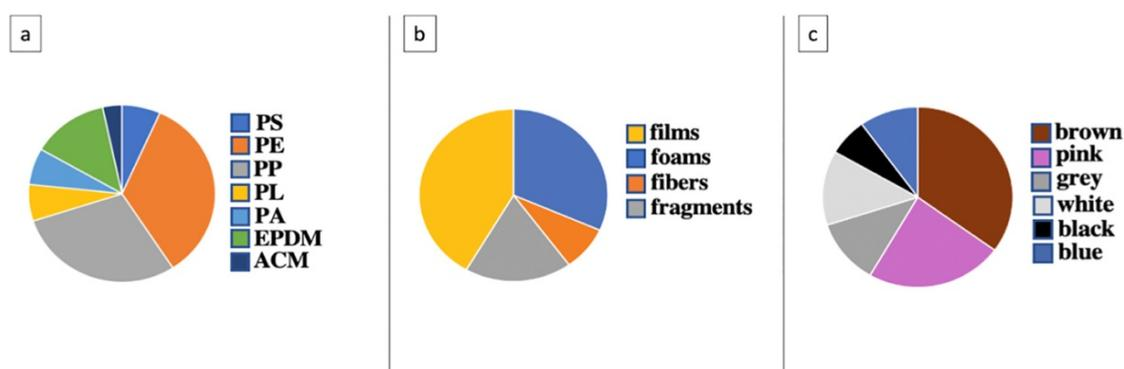 a
PS
PE
PP
PL
PA
EPDM
ACM
b
films
foams
fibers
fragments
c
brown
pink
grey
white
black
blue